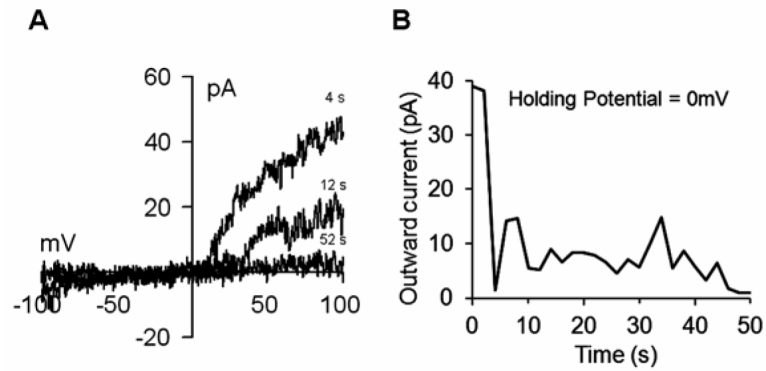 A
60
pA
4 s
40
12 s
20
mV
52 s
-100
-50
50
100
-20
B
40
Holding Potential = 0mV
30
20
10
0
Outward current (pA)
0
10
20
30
40
50
Time (s)